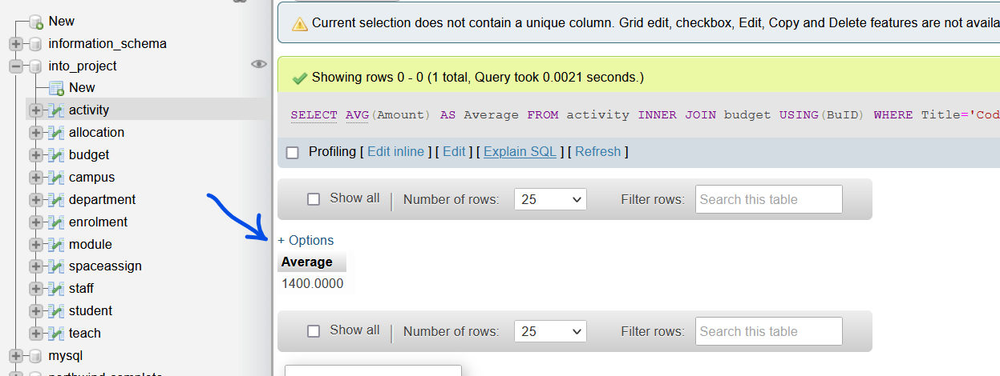 New
information_schema
into_project
New
activity
allocation
budget
campus
department
enrolment
module
spaceassign
staff
student
teach
mysql
Current selection does not contain a unique column. Grid edit, checkbox, Edit, Copy and Delete features are not availa
Showing rows 0 - 0 (1 total, Query took 0.0021 seconds.)
SELECT AVG(Amount) AS Average FROM activity INNER JOIN budget USING(BuID) WHERE Title='Cod
Profiling [ Edit inline ] [ Edit ] [ Explain SQL ] [ Refresh ]
Show all | Number of rows: 25 Filter rows: Search this table
+ Options
Average
1400.0000
Show all | Number of rows: 25 Filter rows: Search this table